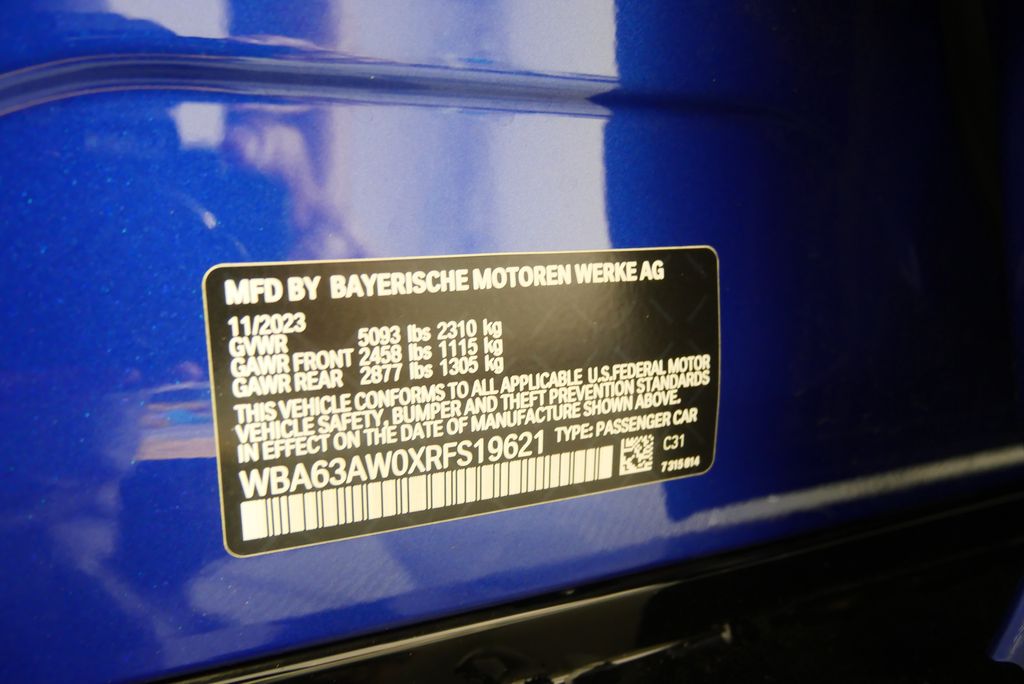 MFD BY BAYERISCHE MOTOREN WERKE AG
11/2023
GVWR 5093 lbs 2310 kg
GAWR FRONT 2458 lbs 1115 kg
GAWR REAR 2877 lbs 1305 kg
THIS VEHICLE CONFORMS TO ALL APPLICABLE U.S.FEDERAL MOTOR
VEHICLE SAFETY, BUMPER AND THEFT PREVENTION STANDARDS
IN EFFECT ON THE DATE OF MANUFACTURE SHOWN ABOVE.
WBA63AW0XRFS19621 TYPE: PASSENGER CAR
C31
7315814